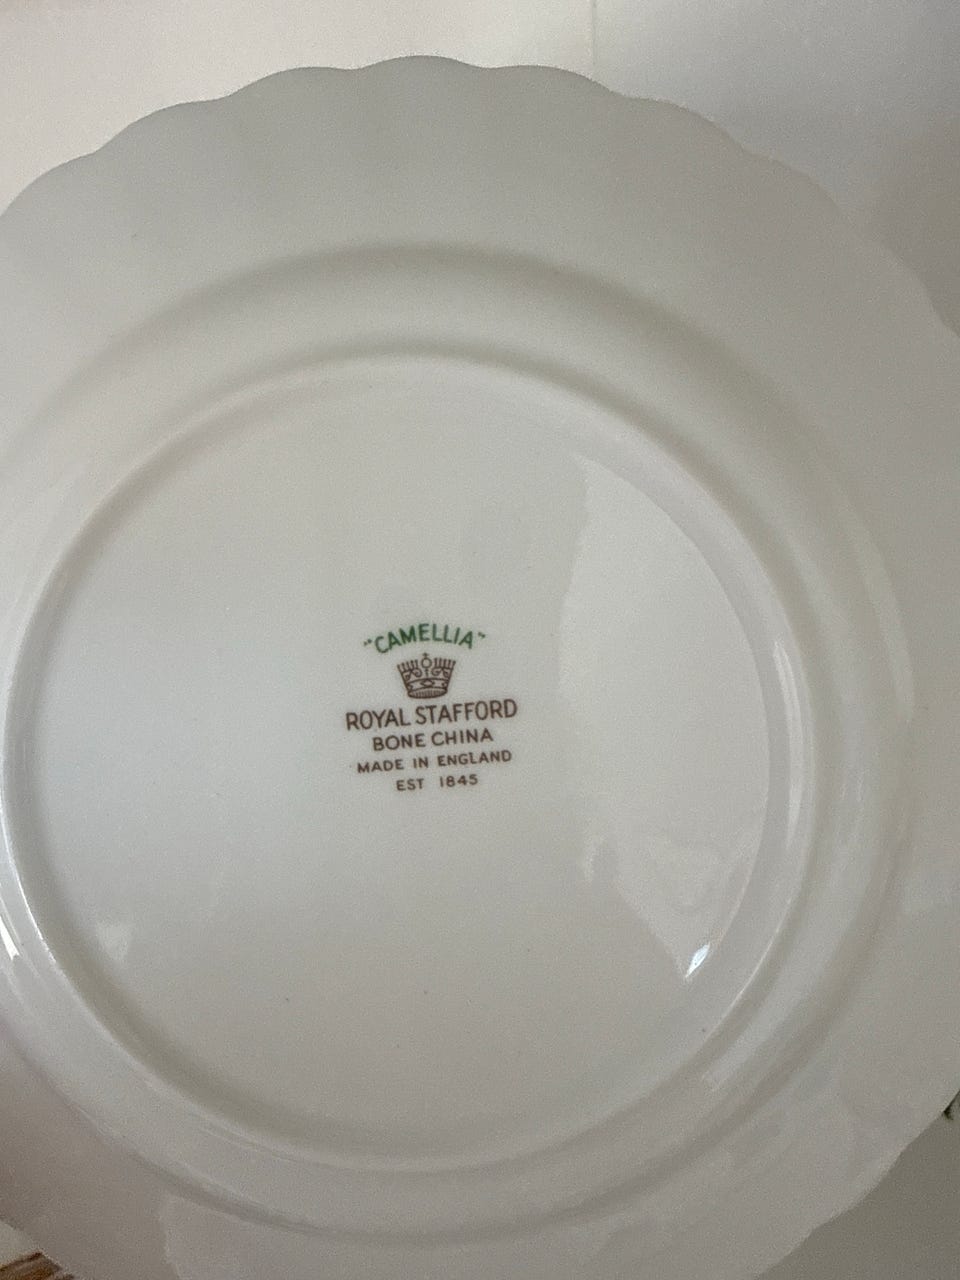 "CAMELLIA"
ROYAL STAFFORD
BONE CHINA
MADE IN ENGLAND
EST 1845